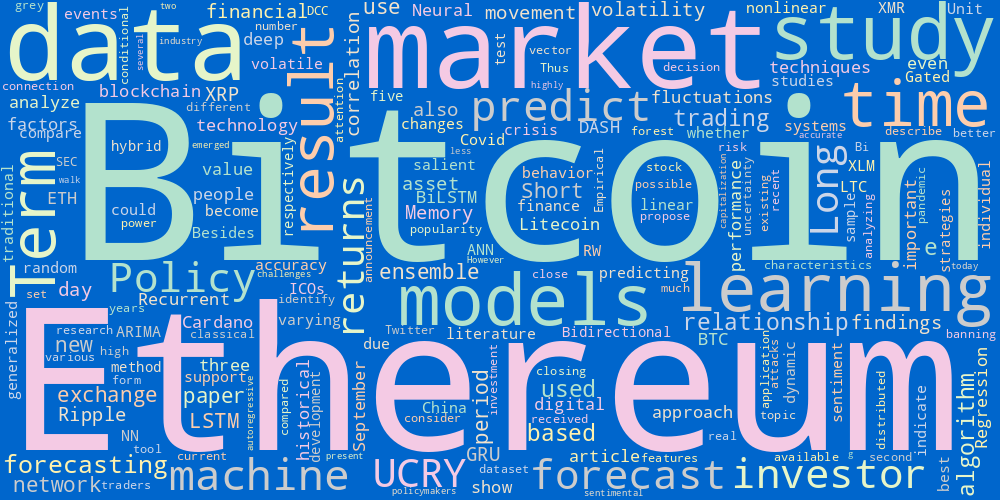 grey
events
two
financial
DCC
use
Neural
movement
volatility
nonlinear
XMR
Unit
data
conditional
several
industry
number
deep
volatile
result
correlation
market
test
vector
Thus
highly
decision
techniques
studies
study
even
Gated
connection
analyze
blockchain
XRP
different
attention
five
also
predict
fluctuations
trading
time
factors
compare
technology
changes
crisis
DASH
forest
whether
systems
describe
better
accurate
hybrid
emerged
Covid
less
salient
behavior
Empirical
stock
risk
Bi
Bitcoin
traditional
Term
SEC
walk
ETH
value
people
become
could
power
Besides
respectively
returns
announcement
asset
BiLSTM
Memory
popularity
Short
finance
Litecoin
linear
possible
propose
capitalization
uncertainty
performance
existing
recent
Long
sample
XLM
LTC
analyzing
important
pandemic
e
strategies
individual
random
set
day
Policy
accuracy
challenges
ICOs
identify
ensemble
ANN
However
RW
close
predicting
much
characteristics
today
years
Recurrent
varying
models
learning
generalized
research
ARIMA
Cardano
classical
new
various
high
method
form
three
support
due
Twitter
literature
Bidirectional
BTC
relationship
findings
banning
Ethereum
exchange
Ripple
paper
LSTM
autoregressive
compared
historical
development
September
China
consider
period
investment
closing
used
digital
received
based
approach
real
application
attacks
topic
dynamic
sentiment
distributed
indicate
algorithm
Regression
NN
tool
forecasting
network
traders
current
machine
present
UCRY
policymakers
GRU
dataset
show
article
features
forecast
sentimental
investor
available
second
g
best